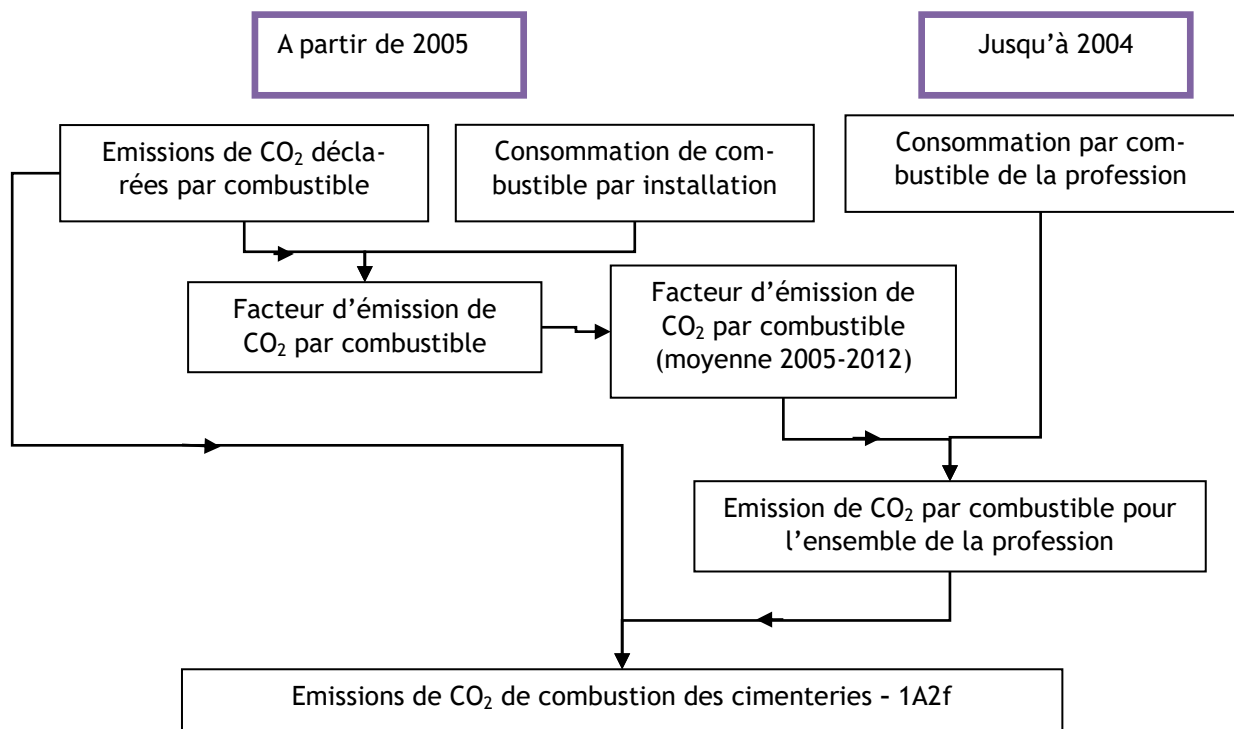 A partir de 2005
Jusqu’à 2004
Emissions de CO₂ décla-
rées par combustible
Consommation de com-
bustible par installation
Consommation par com-
bustible de la profession
Facteur d’émission de
CO₂ par combustible
Facteur d’émission de
CO₂ par combustible
(moyenne 2005-2012)
Emission de CO₂ par combustible pour
l’ensemble de la profession
Emissions de CO₂ de combustion des cimenteries – 1A2f